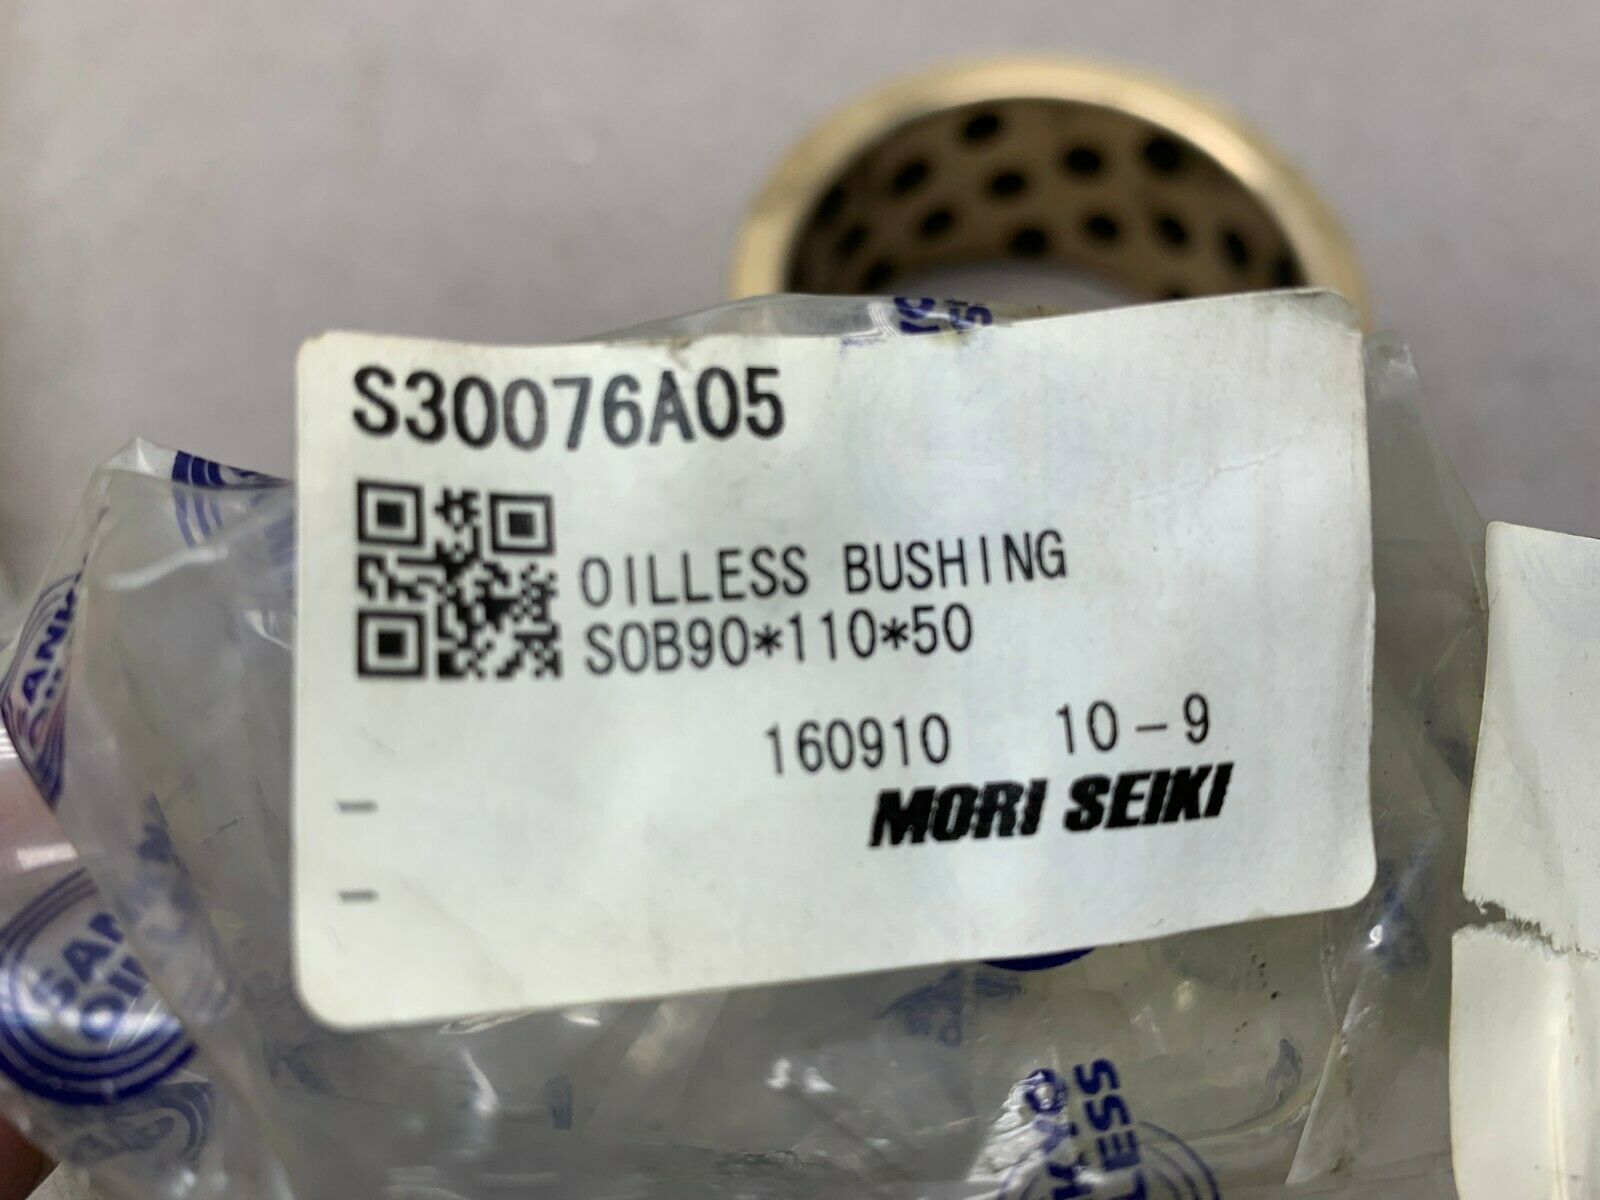 S30076A05
OILLESS BUSHING
SOB90*110*50
160910 10-9
MORI SEIKI